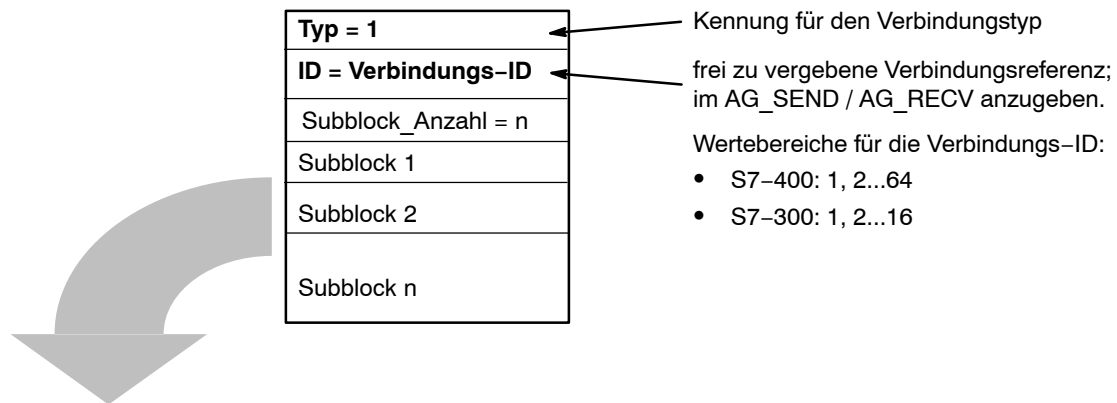 Typ = 1
ID = Verbindungs–ID
Subblock_Anzahl = n
Subblock 1
Subblock 2
Subblock n
Kennung für den Verbindungstyp
frei zu vergebene Verbindungsreferenz;
im AG_SEND / AG_RECV anzugeben.
Wertebereiche für die Verbindungs–ID:
• S7–400: 1, 2...64
• S7–300: 1, 2...16